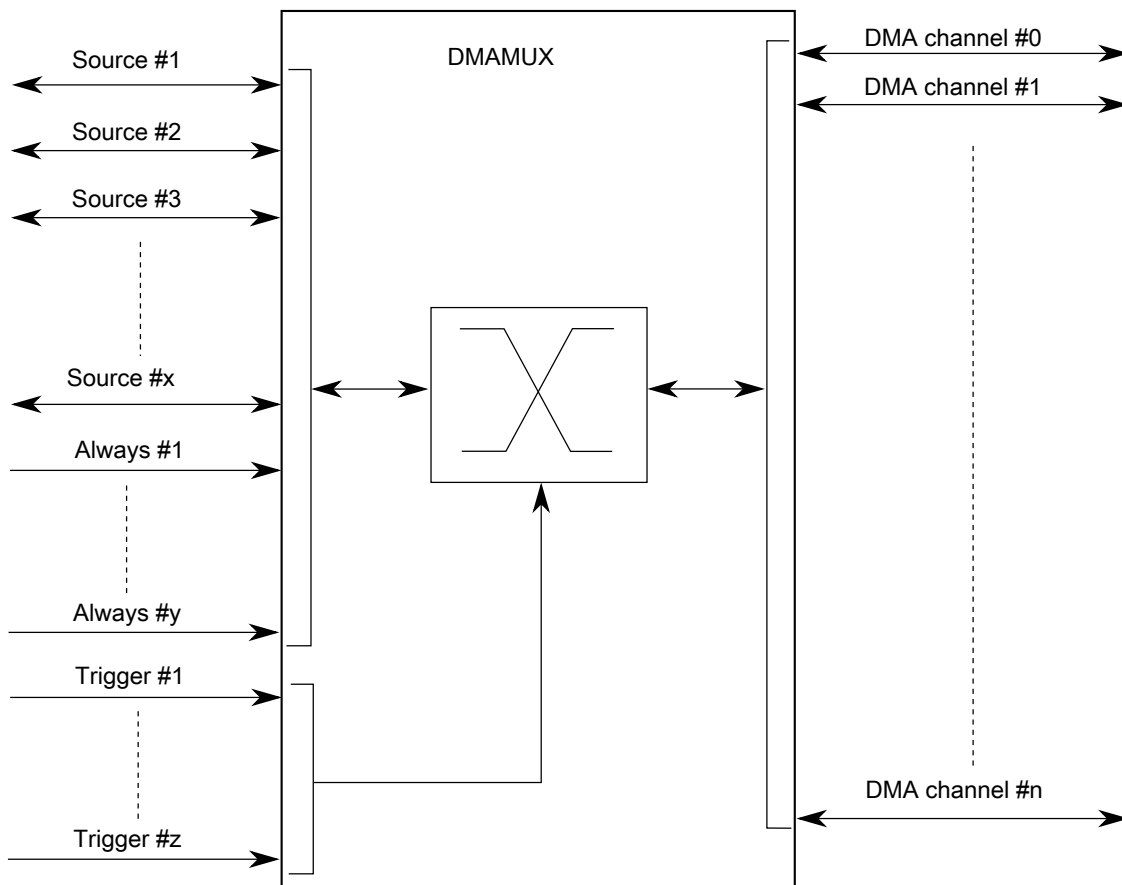 DMAMUX
Source #1
Source #2
Source #3
Source #x
Always #1
Always #y
Trigger #1
Trigger #z
DMA channel #0
DMA channel #1
DMA channel #n